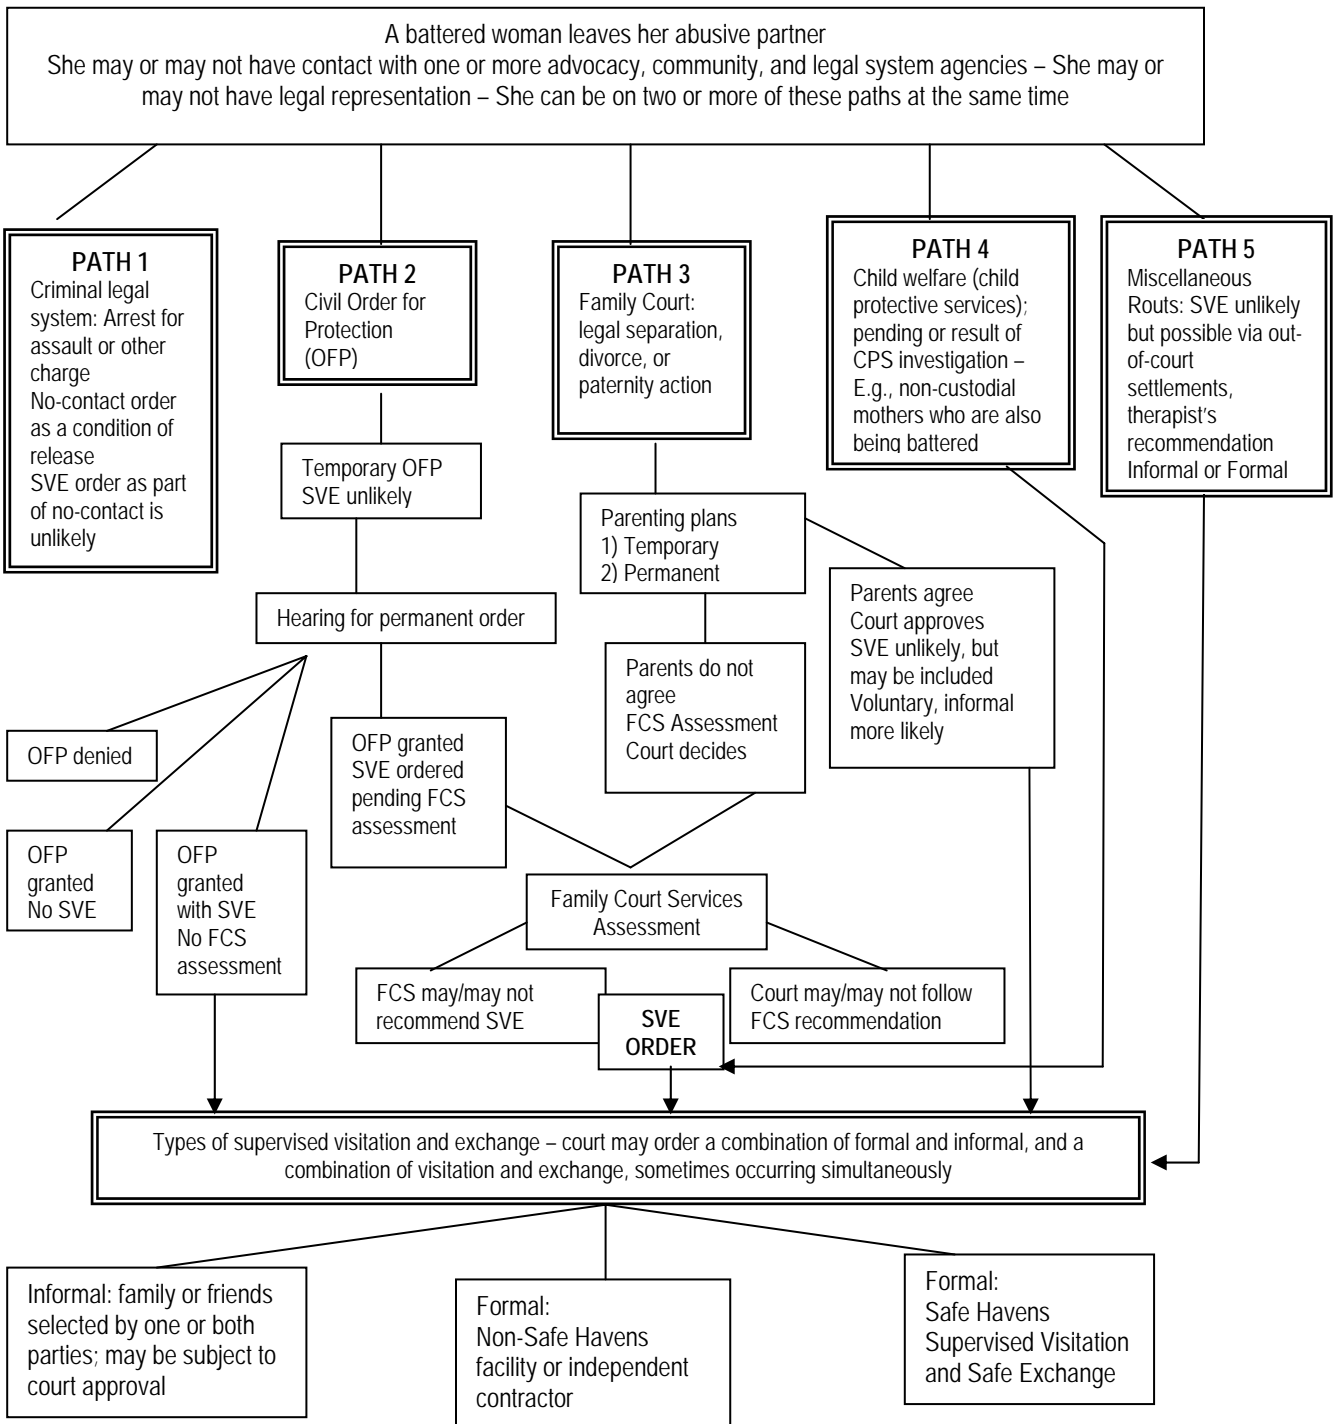 A battered woman leaves her abusive partner
She may or may not have contact with one or more advocacy, community, and legal system agencies – She may or
may not have legal representation – She can be on two or more of these paths at the same time
PATH 1
Criminal legal
system: Arrest for
assault or other
charge
No-contact order
as a condition of
release
SVE order as part
of no-contact is
unlikely
PATH 2
Civil Order for
Protection
(OFP)
PATH 3
Family Court:
legal separation,
divorce, or
paternity action
PATH 4
Child welfare (child
protective services);
pending or result of
CPS investigation –
E.g., non-custodial
mothers who are also
being battered
PATH 5
Miscellaneous
Routs: SVE unlikely
but possible via out-
of-court
settlements,
therapist's
recommendation
Informal or Formal
Temporary OFP
SVE unlikely
Parenting plans
1) Temporary
2) Permanent
Hearing for permanent order
Parents agree
Court approves
SVE unlikely, but
may be included
Voluntary, informal
more likely
Parents do not
agree
FCS Assessment
Court decides
OFP denied
OFP granted
SVE ordered
pending FCS
assessment
OFP
granted
No SVE
OFP
granted
with SVE
No FCS
assessment
Family Court Services
Assessment
FCS may/may not
recommend SVE
SVE
ORDER
Court may/may not follow
FCS recommendation
Types of supervised visitation and exchange – court may order a combination of formal and informal, and a
combination of visitation and exchange, sometimes occurring simultaneously
Informal: family or friends
selected by one or both
parties; may be subject to
court approval
Formal:
Non-Safe Havens
facility or independent
contractor
Formal:
Safe Havens
Supervised Visitation
and Safe Exchange